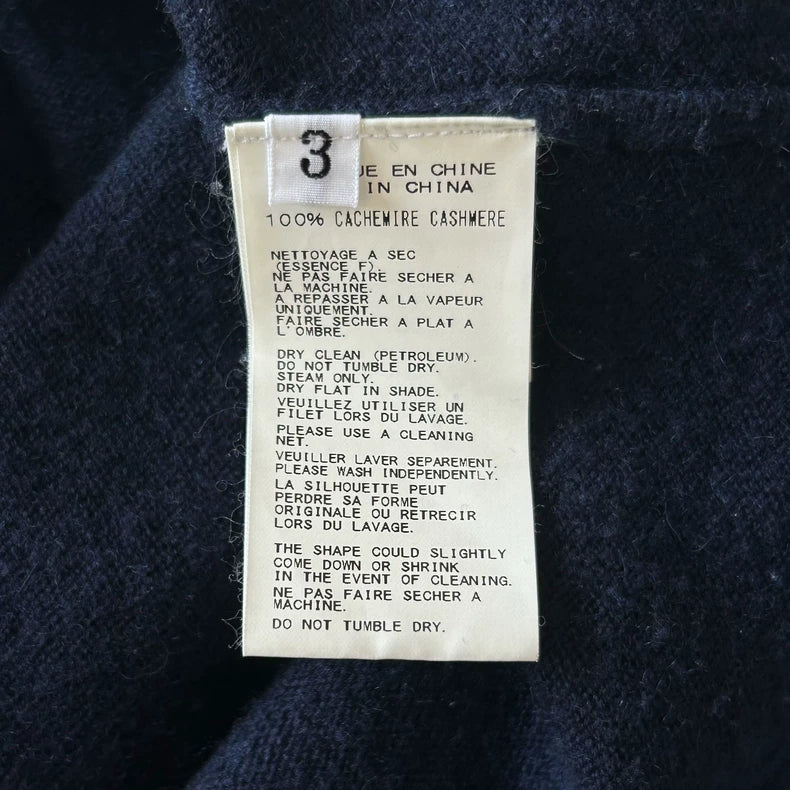 3
UE EN CHINE
IN CHINA
100% CACHEMIRE CASHMERE
NETTOYAGE A SEC
(ESSENCE F).
NE PAS FAIRE SECHER A
LA MACHINE.
A REPASSER A LA VAPEUR
UNIQUEMENT.
FAIRE SECHER A PLAT A
L'OMBRE.
DRY CLEAN (PETROLEUM).
DO NOT TUMBLE DRY.
STEAM ONLY.
DRY FLAT IN SHADE.
VEUILLEZ UTILISER UN
FILET LORS DU LAVAGE.
PLEASE USE A CLEANING
NET.
VEUILLER LAVER SEPAREMENT.
PLEASE WASH INDEPENDENTLY.
LA SILHOUETTE PEUT
PERDRE SA FORME
ORIGINALE OU RETRECIR
LORS DU LAVAGE.
THE SHAPE COULD SLIGHTLY
COME DOWN OR SHRINK
IN THE EVENT OF CLEANING.
NE PAS FAIRE SECHER A
MACHINE.
DO NOT TUMBLE DRY.